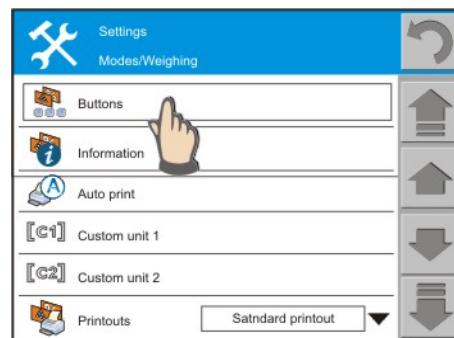 Settings
Modes/Weighing
Buttons
Information
Auto print
[C1] Custom unit 1
[C2] Custom unit 2
Printouts Satndard printout